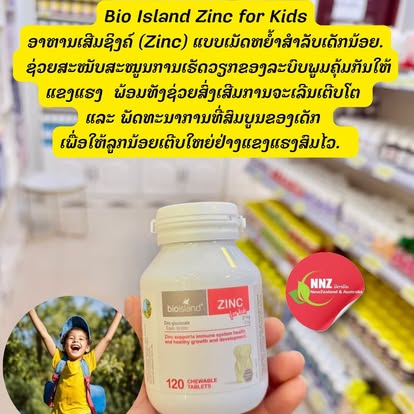 Bio Island Zinc for Kids
ອາຫານເສີມຊິງຄ໌ (Zinc) ແບບເມັດຫຍ້ຳສຳລັບເດັກນ້ອຍ.
ຊ່ວຍສະໜັບສະໜູນການເຮັດວຽກຂອງລະບົບພູມຄຸ້ມກັນໃຫ້
ແຂງແຮງ ພ້ອມທັງຊ່ວຍສົ່ງເສີມການຈະເລີນເຕີບໂຕ
ແລະ ພັດທະນາການທີ່ສົມບູນຂອງເດັກ
ເພື່ອໃຫ້ລູກນ້ອຍເຕີບໃຫຍ່ຢ່າງແຂງແຮງສົມໄວ.
NNZ
NewZealand & Australia
bioisland
ZINC
for kids
Zinc supports immune system health
and healthy growth and development.
120 CHEWABLE
TABLETS